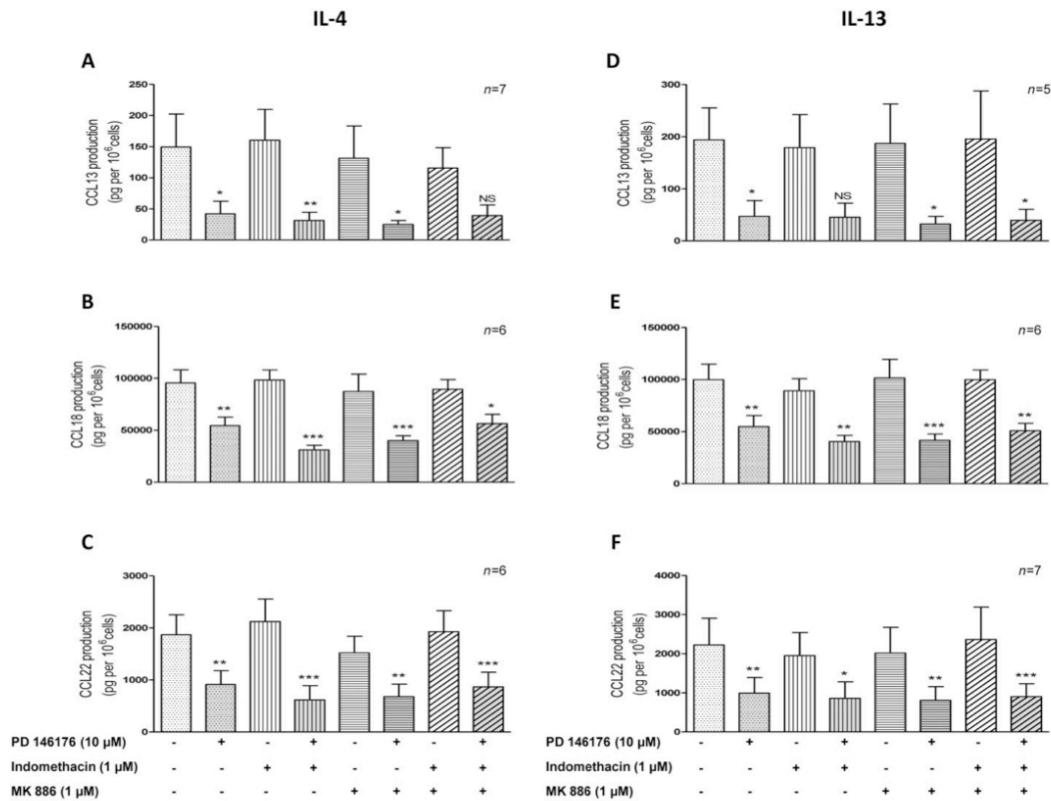 IL-4
IL-13
A
CCL13 production
(pg per 10⁶cells)
250
200
150
100
50
0
n=7
*
**
*
NS
D
CCL13 production
(pg per 10⁶cells)
300
200
100
0
n=5
*
NS
*
*
B
CCL18 production
(pg per 10⁶cells)
150000
100000
50000
0
n=6
**
***
***
*
E
CCL18 production
(pg per 10⁶cells)
150000
100000
50000
0
n=6
**
**
***
**
C
CCL22 production
(pg per 10⁶cells)
3000
2000
1000
0
n=6
**
***
**
***
F
CCL22 production
(pg per 10⁶cells)
4000
3000
2000
1000
0
n=7
**
*
**
***
PD 146176 (10 µM) - + - + - + - +
Indomethacin (1 µM) - - + + - - + +
MK 886 (1 µM) - - - - + + + +
PD 146176 (10 µM) - + - + - + - +
Indomethacin (1 µM) - - + + - - + +
MK 886 (1 µM) - - - - + + + +